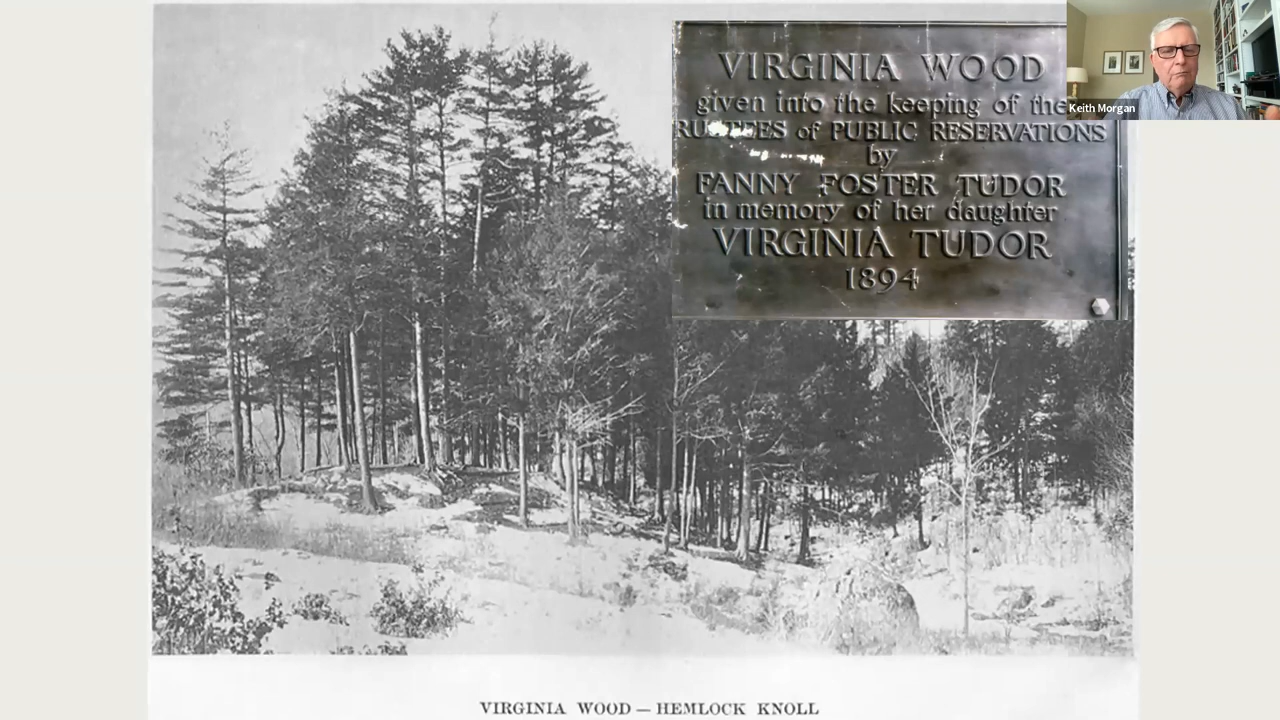 VIRGINIA WOOD
given into the keeping of the
TRUSTEES of PUBLIC RESERVATIONS
by
FANNY FOSTER TUDOR
in memory of her daughter
VIRGINIA TUDOR
1894
Keith Morgan
VIRGINIA WOOD — HEMLOCK KNOLL